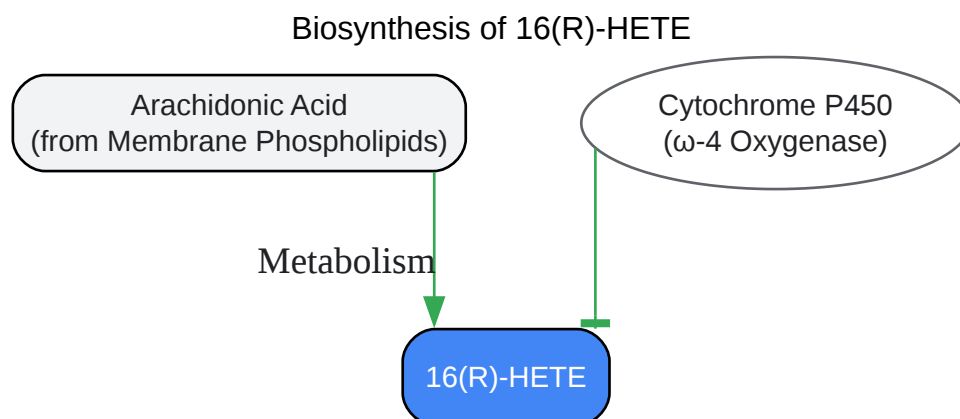 Biosynthesis of 16(R)-HETE
Arachidonic Acid
(from Membrane Phospholipids)
Cytochrome P450
(ω-4 Oxygenase)
Metabolism
16(R)-HETE